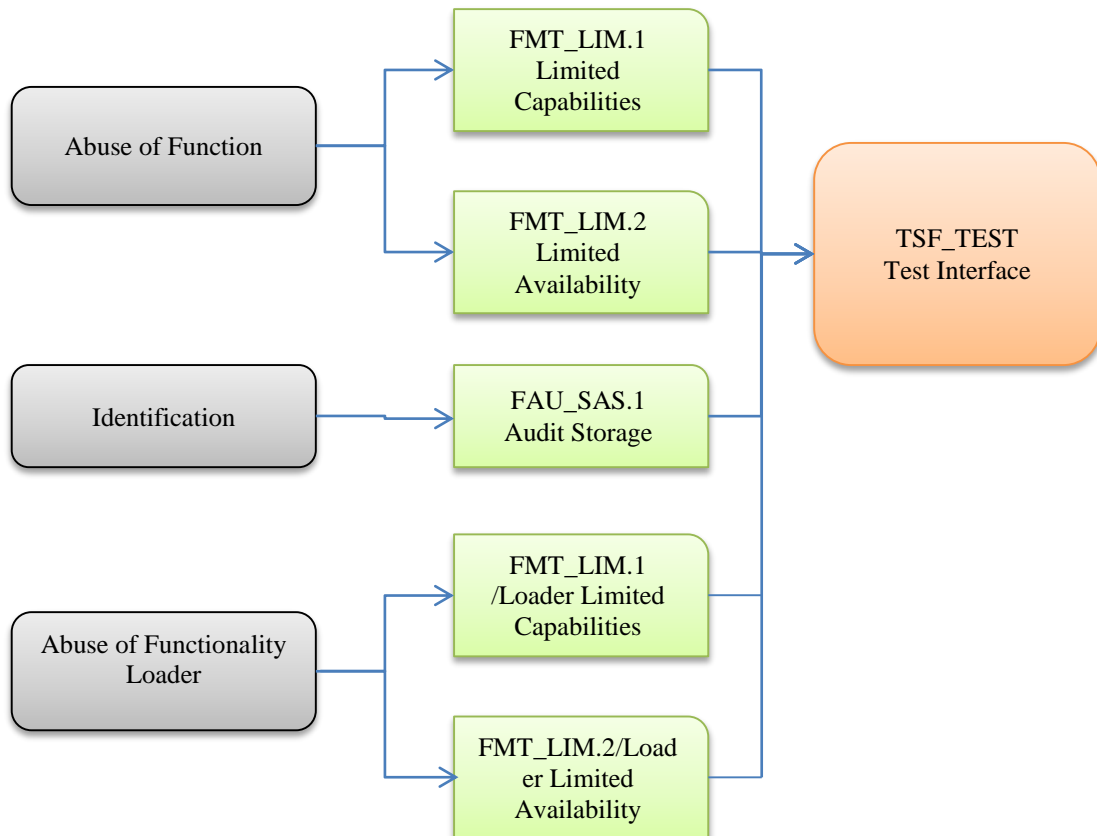 FMT_LIM.1
Limited
Capabilities
Abuse of Function
FMT_LIM.2
Limited
Availability
TSF_TEST
Test Interface
Identification
FAU_SAS.1
Audit Storage
FMT_LIM.1
/Loader Limited
Capabilities
Abuse of Functionality
Loader
FMT_LIM.2/Load
er Limited
Availability